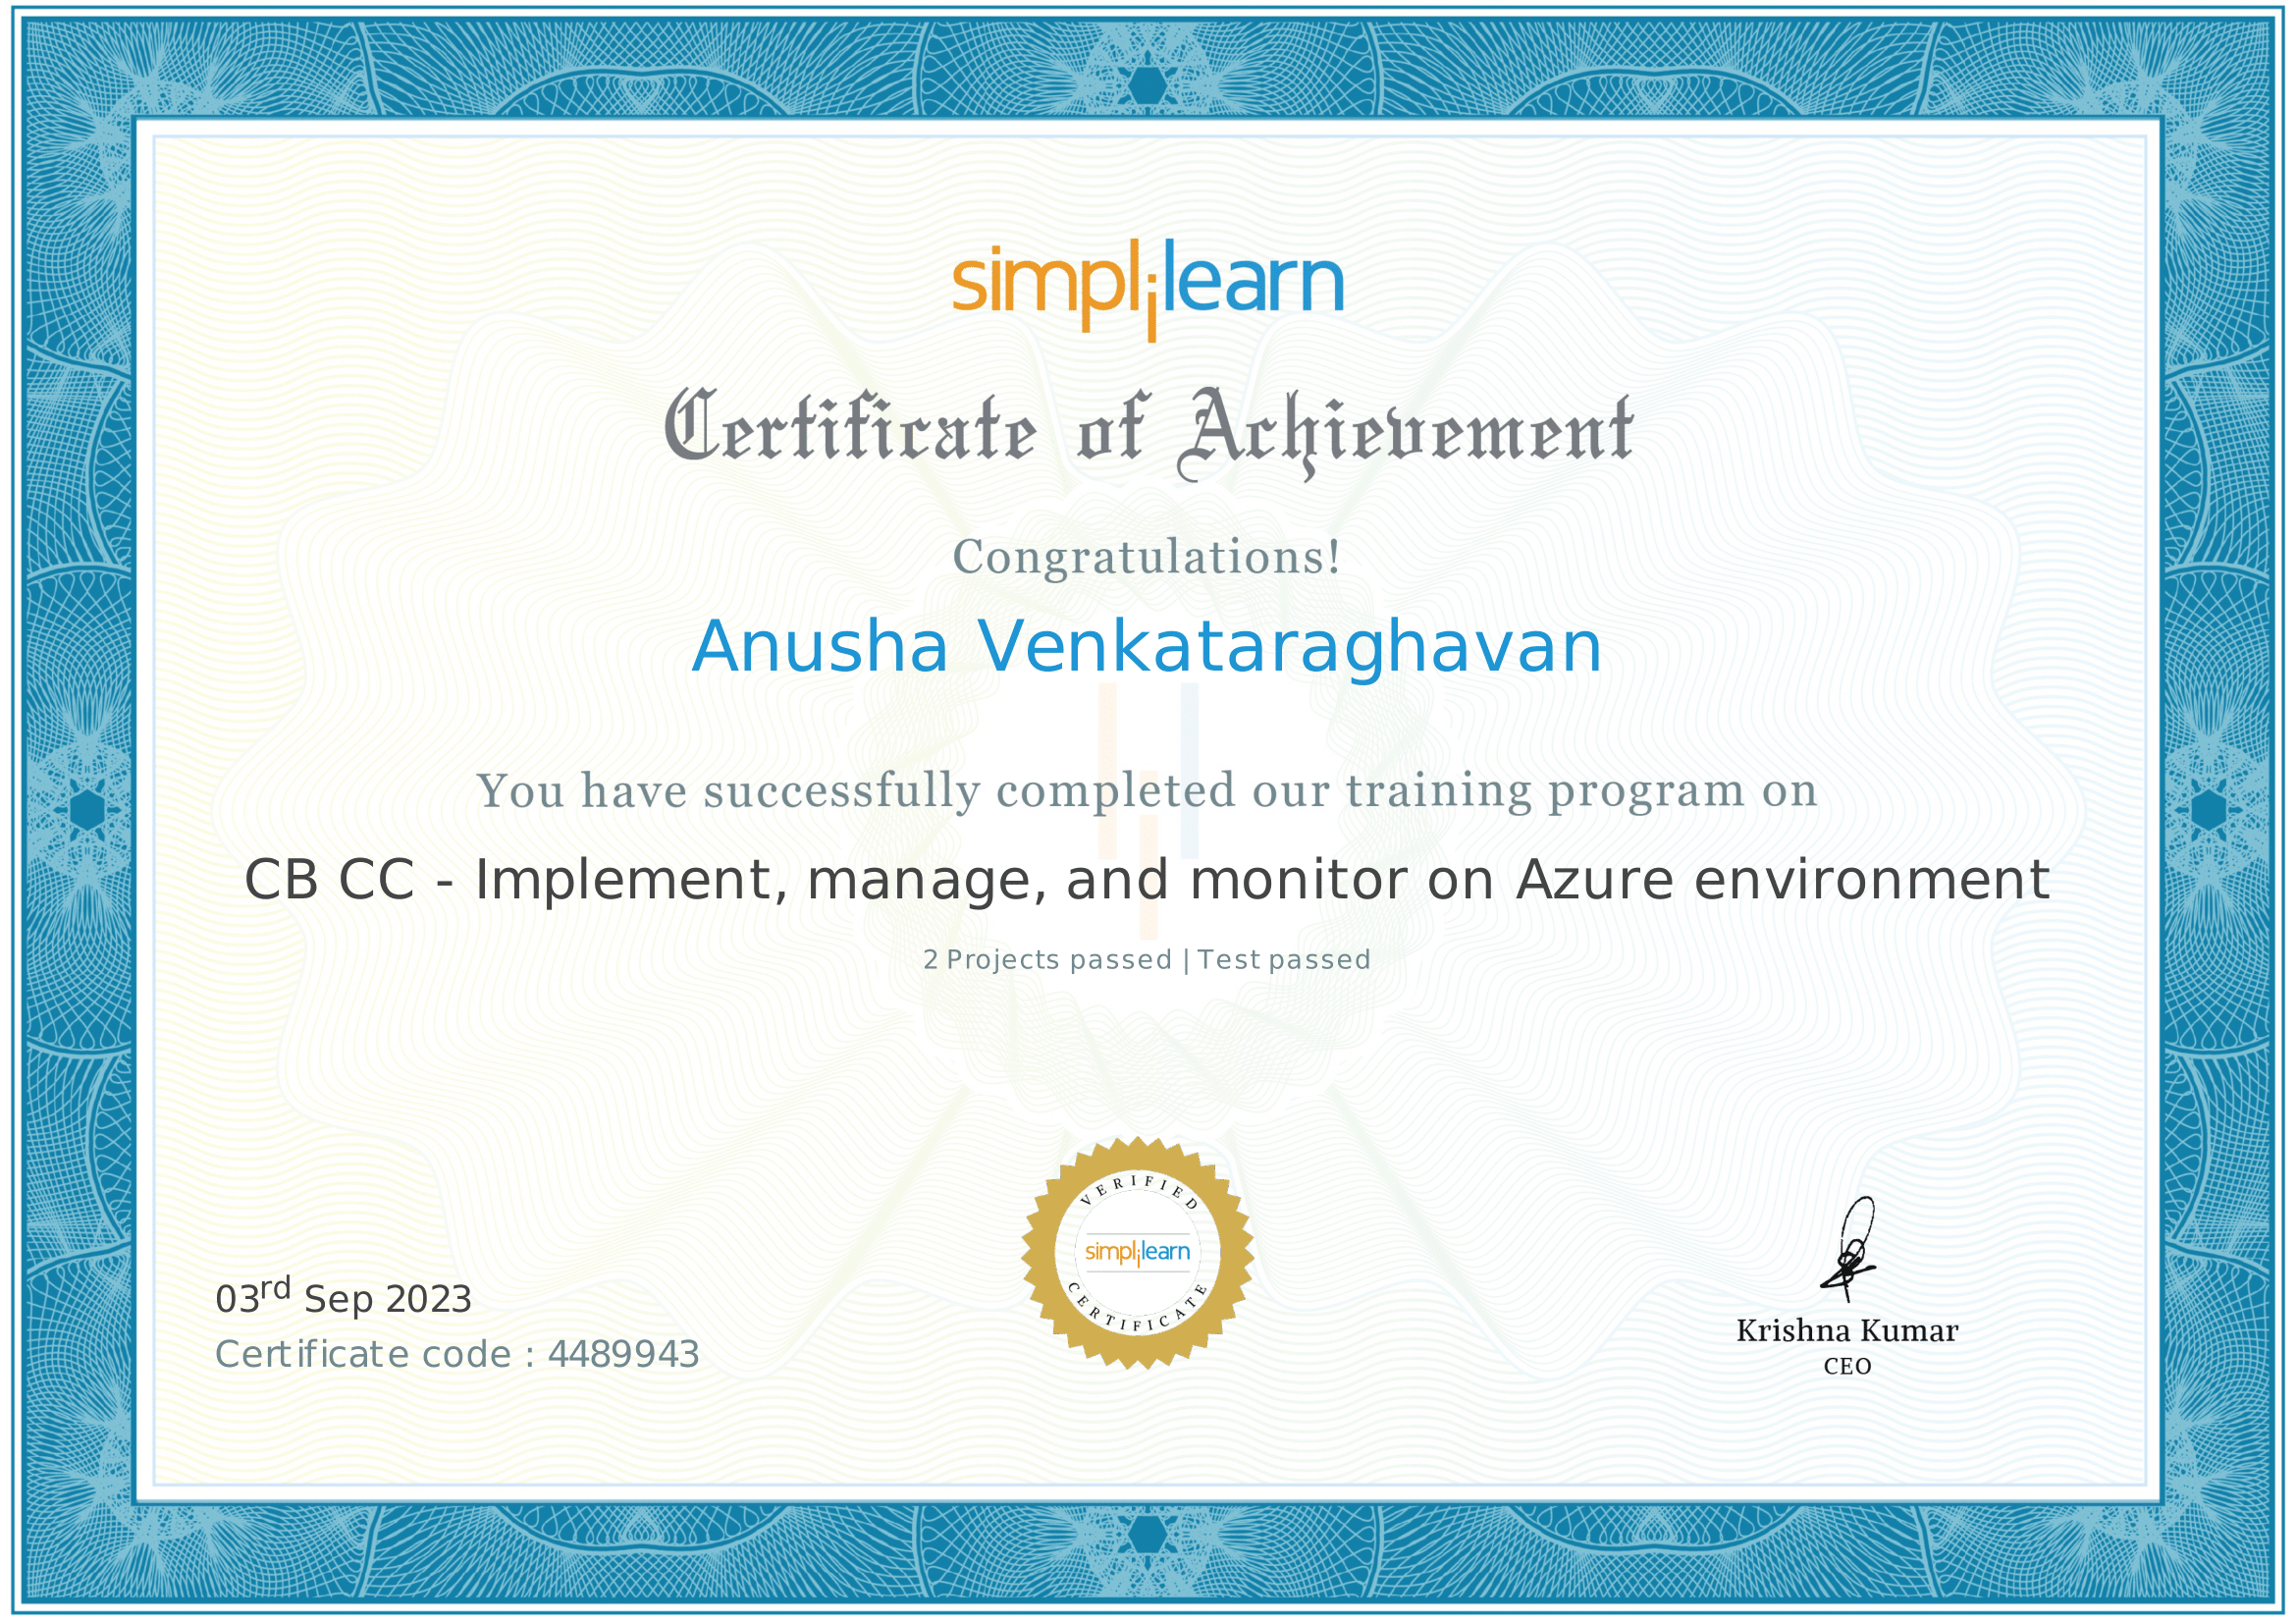 simplilearn
Certificate of Achievement
Congratulations!
Anusha Venkataraghavan
You have successfully completed our training program on
CB CC - Implement, manage, and monitor on Azure environment
2 Projects passed | Test passed
VERIFIED
simplilearn
CERTIFICATE
03rd Sep 2023
Certificate code : 4489943
Krishna Kumar
CEO